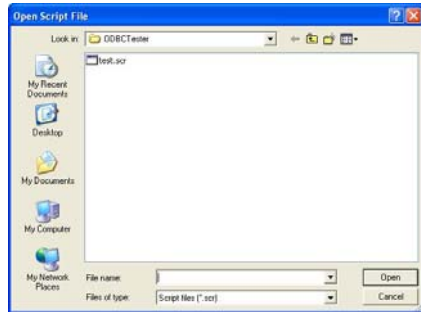 Open Script File
Look in:
ODBCTester
test.scr
My Recent
Documents
Desktop
My Documents
My Computer
My Network
Places
File name:
Open
Files of type:
Script files (*.scr)
Cancel